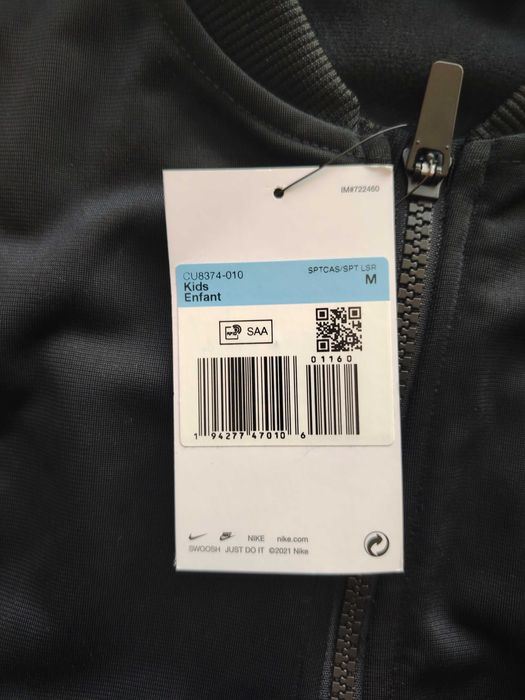 IM#722460
CU8374-010
SPTCAS/SPT LSR
Kids
M
Enfant
SAA
01160
1 94277 47010 6
NIKE nike.com
SWOOSH JUST DO IT ©2021 Nike